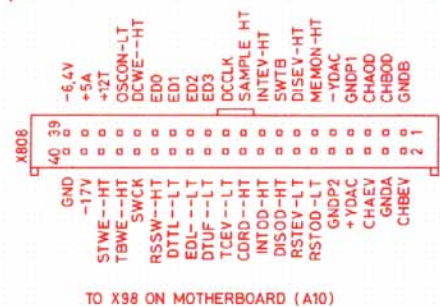 -6,4V
+5A
+12T
OSCON-LT
DCWE--HT
ED0
ED1
ED2
ED3
DCCLK
SAMPLE HT
INTEV-HT
SWTB
DISEV-HT
MEMON-HT
-YDAC
GNDP1
CHAOD
CHBOD
GNDB
X808
39 1
40 2
GND
-17V
STWE--HT
TBWE--HT
SWCK
RSSW--HT
DTTL--LT
EDL---LT
DTUF--LT
TCEV--LT
CDRD--HT
INTOD-HT
DISOD-HT
RSTEV-LT
RSTOD-LT
GNDP2
+YDAC
CHAEV
GNDA
CHBEV
TO X98 ON MOTHERBOARD (A10)